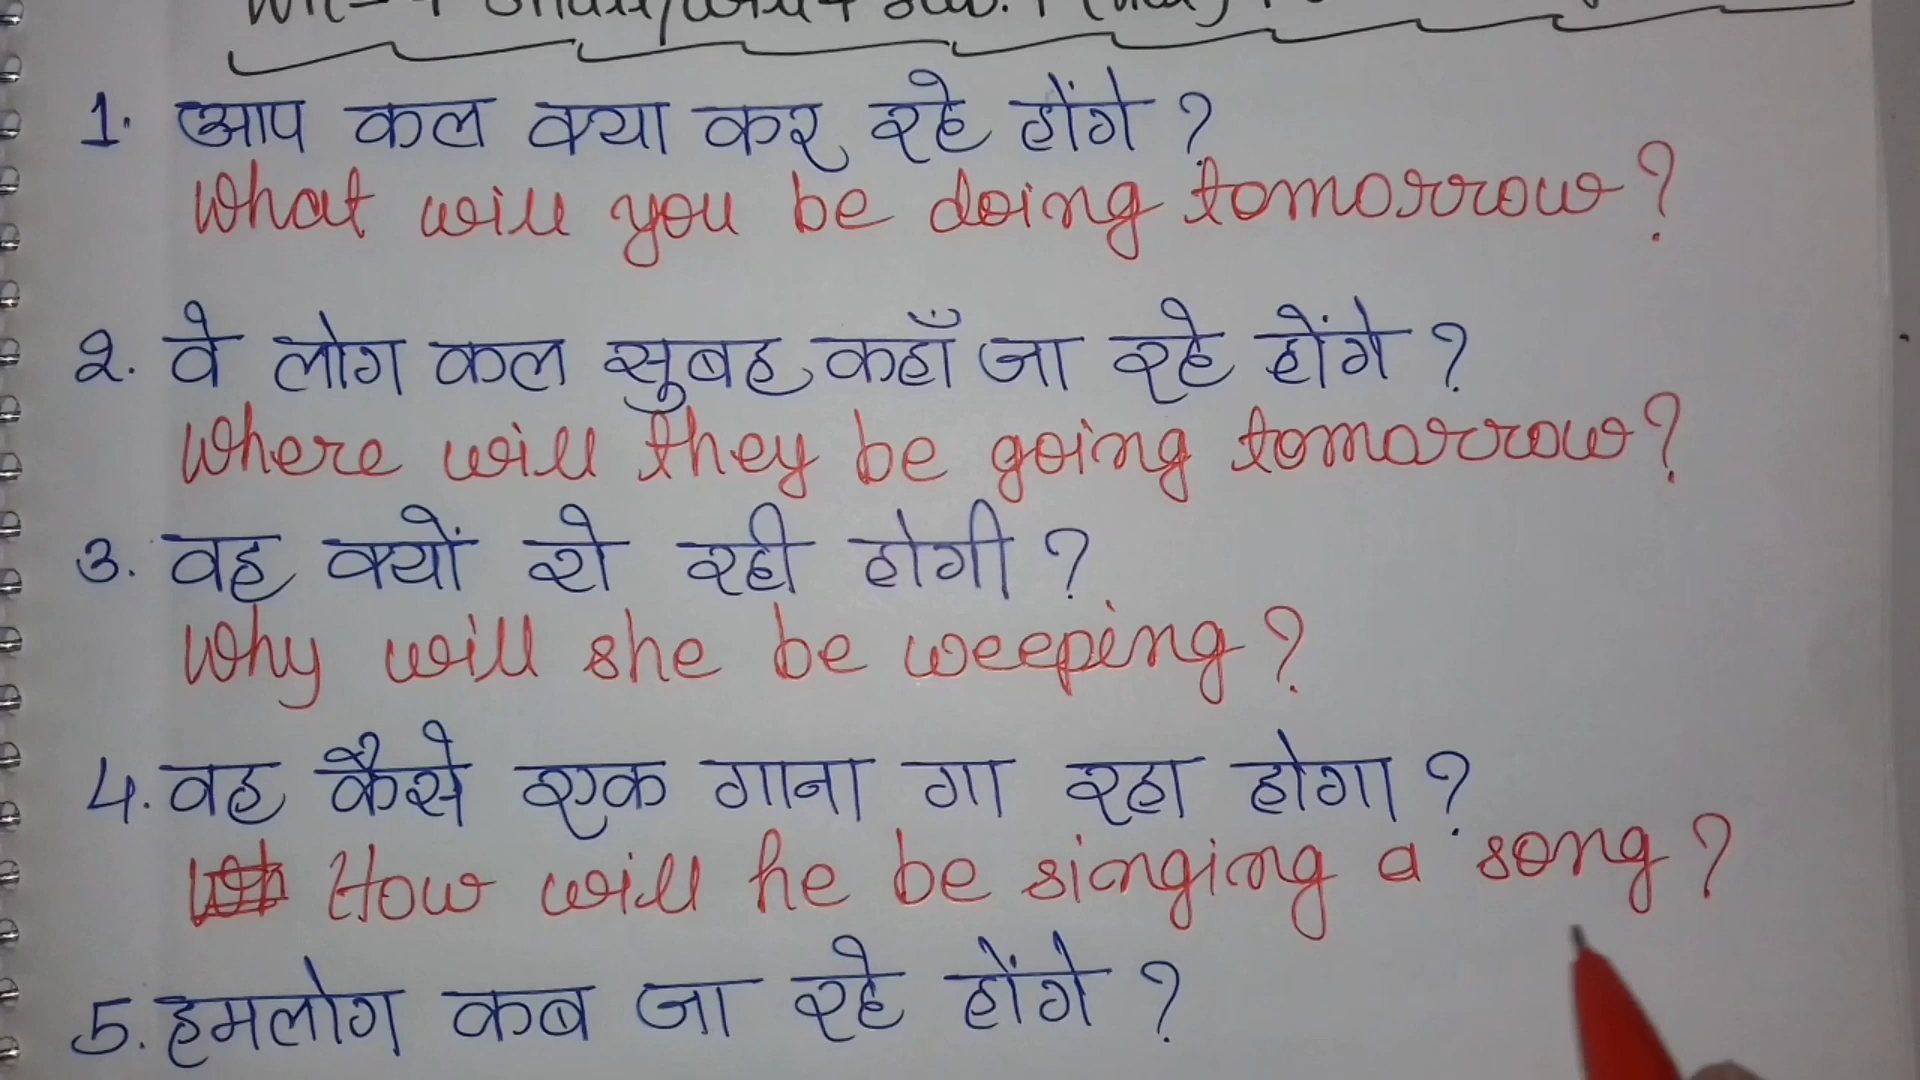 1. आप कल क्या कर रहे होंगे ?
What will you be doing tomorrow?
2. वे लोग कल सुबह कहाँ जा रहे होंगे ?
Where will they be going tomorrow?
3. वह क्यों रो रही होगी ?
Why will she be weeping?
4. वह कैसे एक गाना गा रहा होगा ?
How will he be singing a song?
5. हमलोग कब जा रहे होंगे ?